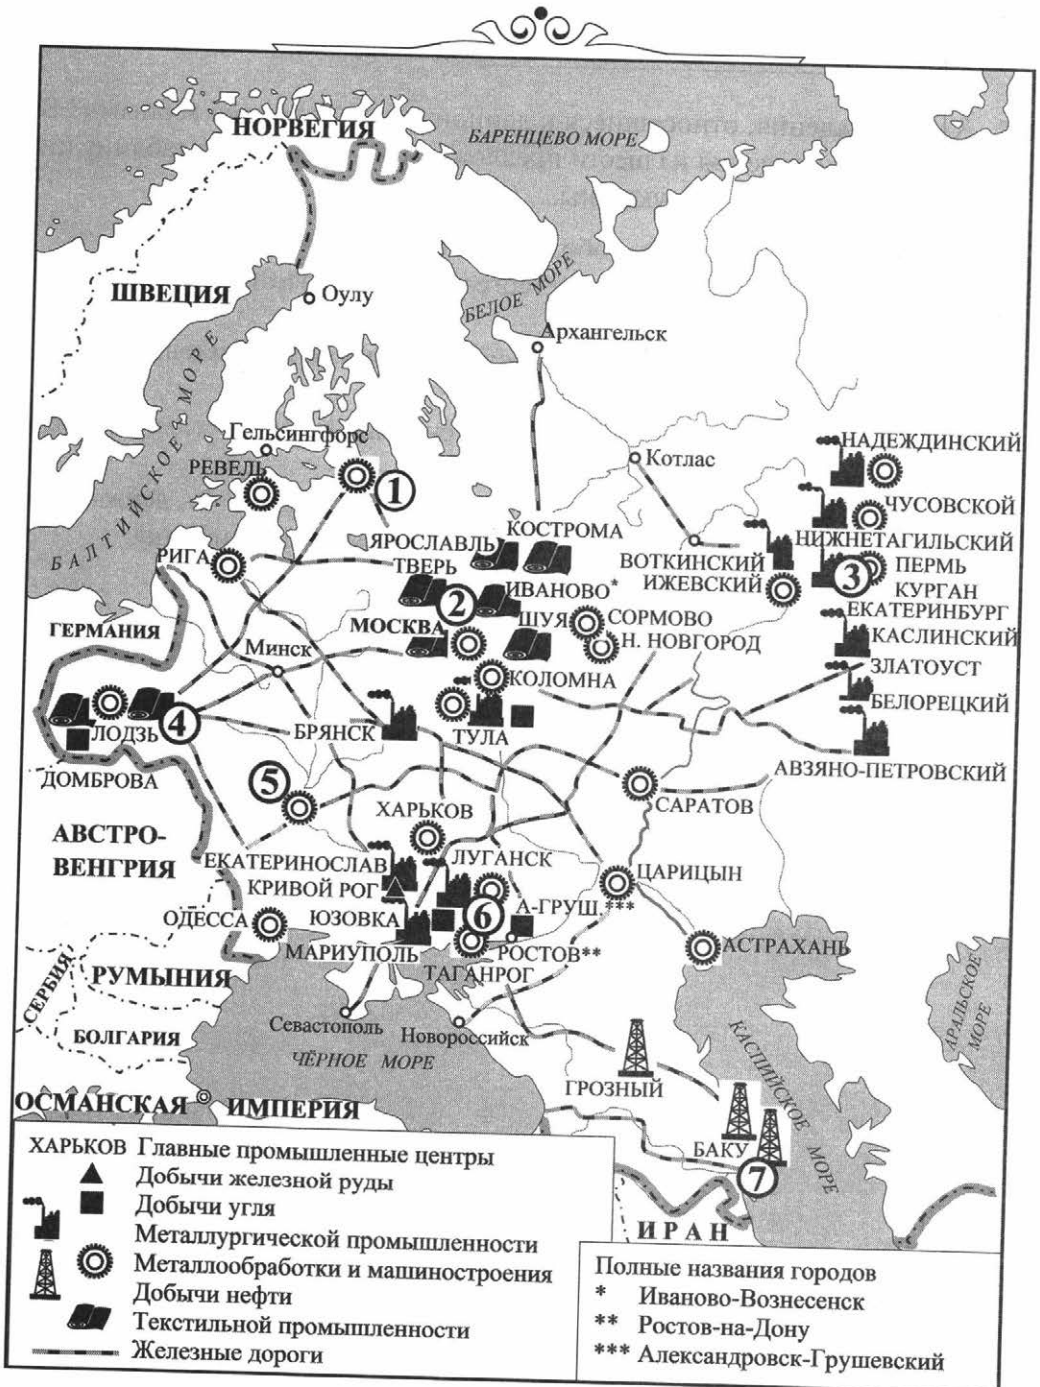 НОРВЕГИЯ
БАРЕНЦЕВО МОРЕ
ШВЕЦИЯ
Оулу
БЕЛОЕ МОРЕ
Архангельск
БАЛТИЙСКОЕ МОРЕ
Гельсингфорс
РЕВЕЛЬ
1
Котлас
НАДЕЖДИНСКИЙ
ЧУСОВСКОЙ
КОСТРОМА
ЯРОСЛАВЛЬ
НИЖНЕТАГИЛЬСКИЙ
РИГА
ТВЕРЬ
ВОТКИНСКИЙ
3
ПЕРМЬ
ИЖЕВСКИЙ
КУРГАН
2
ИВАНОВО*
ЕКАТЕРИНБУРГ
ГЕРМАНИЯ
МОСКВА
ШУЯ
СОРМОВО
КАСЛИНСКИЙ
Минск
Н. НОВГОРОД
ЗЛАТОУСТ
КОЛОМНА
БЕЛОРЕЦКИЙ
4
ЛОДЗЬ
БРЯНСК
ТУЛА
ДОМБРОВА
5
АВЗЯНО-ПЕТРОВСКИЙ
САРАТОВ
АВСТРО-
ВЕНГРИЯ
ХАРЬКОВ
ЕКАТЕРИНОСЛАВ
ЛУГАНСК
ЦАРИЦЫН
КРИВОЙ РОГ
6
А-ГРУШ.***
ОДЕССА
ЮЗОВКА
АСТРАХАНЬ
МАРИУПОЛЬ
РОСТОВ**
ТАГАНРОГ
СЕРБИЯ
РУМЫНИЯ
АРАЛЬСКОЕ
МОРЕ
БОЛГАРИЯ
Севастополь
Новороссийск
ЧЁРНОЕ МОРЕ
КАСПИЙСКОЕ МОРЕ
ГРОЗНЫЙ
ОСМАНСКАЯ ИМПЕРИЯ
БАКУ
7
ИРАН
ХАРЬКОВ Главные промышленные центры
Добычи железной руды
Добычи угля
Металлургической промышленности
Металлообработки и машиностроения
Добычи нефти
Текстильной промышленности
Железные дороги
Полные названия городов
* Иваново-Вознесенск
** Ростов-на-Дону
*** Александровск-Грушевский